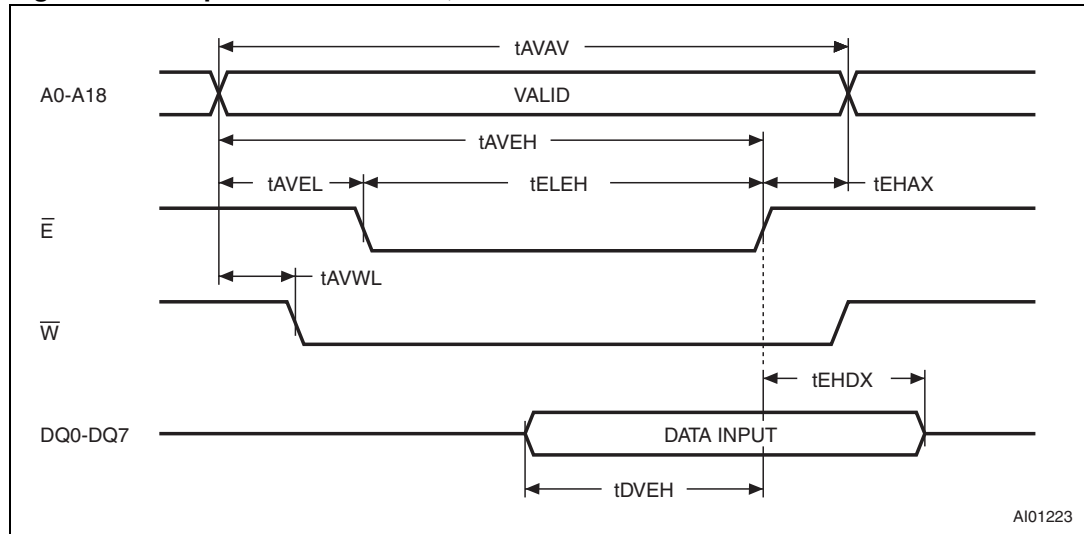 tAVAV
A0-A18
VALID
tAVEH
tAVEL
tELEH
tEHAX
E̅
tAVWL
W̅
tEHDX
DQ0-DQ7
DATA INPUT
tDVEH
AI01223